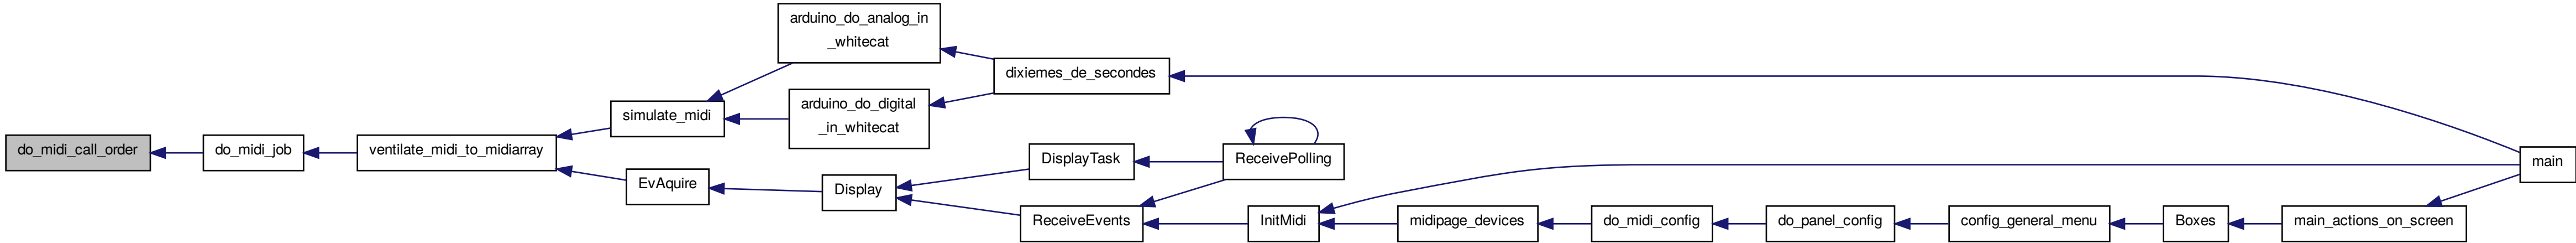 do_midi_call_order
do_midi_job
ventilate_midi_to_midiarray
simulate_midi
arduino_do_analog_in
_whitecat
arduino_do_digital
_in_whitecat
dixiemes_de_secondes
EvAquire
Display
DisplayTask
ReceivePolling
ReceiveEvents
InitMidi
midipage_devices
do_midi_config
do_panel_config
config_general_menu
Boxes
main_actions_on_screen
main